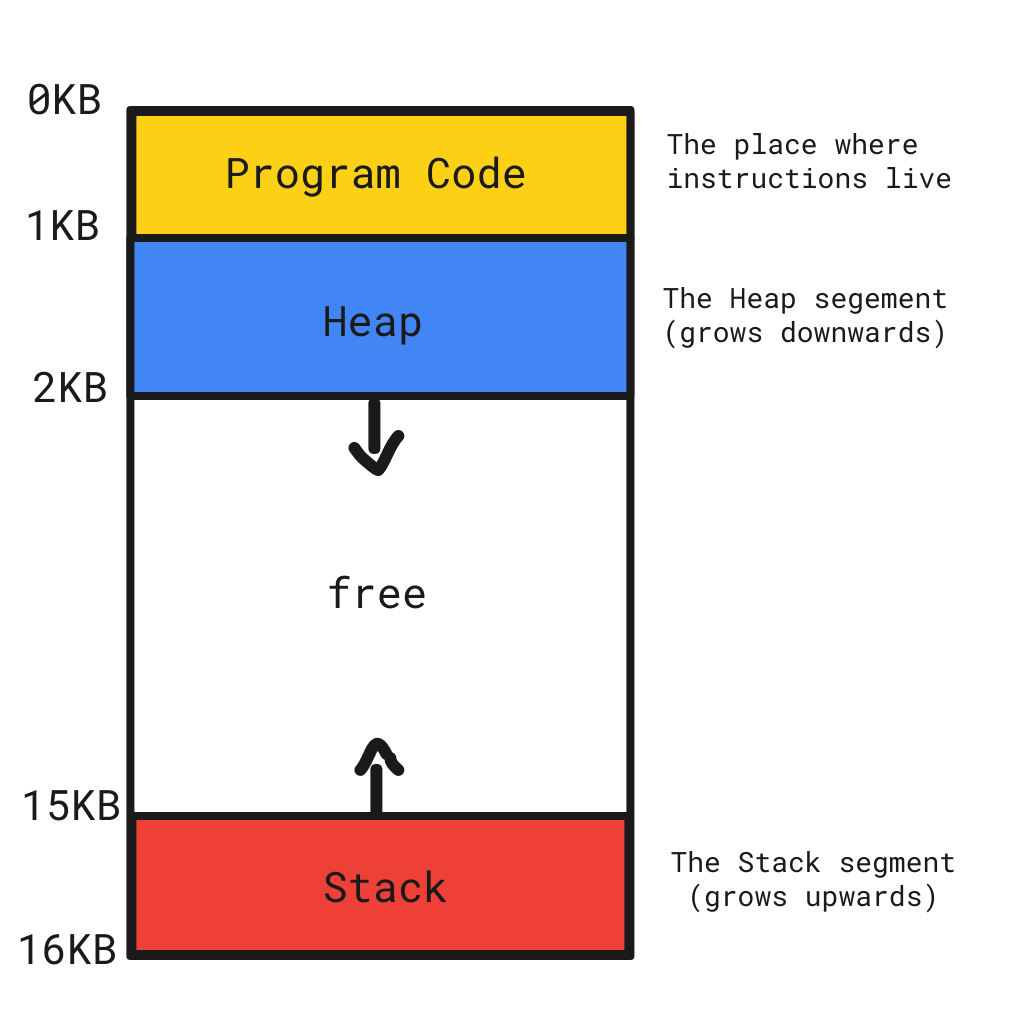 0KB
Program Code
The place where
instructions live
1KB
Heap
The Heap segement
(grows downwards)
2KB
free
15KB
Stack
The Stack segment
(grows upwards)
16KB